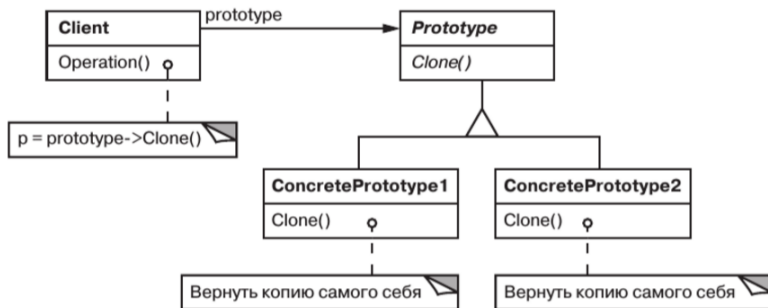 prototype
Client
Prototype
Operation()
Clone()
p = prototype->Clone()
ConcretePrototype1
ConcretePrototype2
Clone()
Clone()
Вернуть копию самого себя
Вернуть копию самого себя